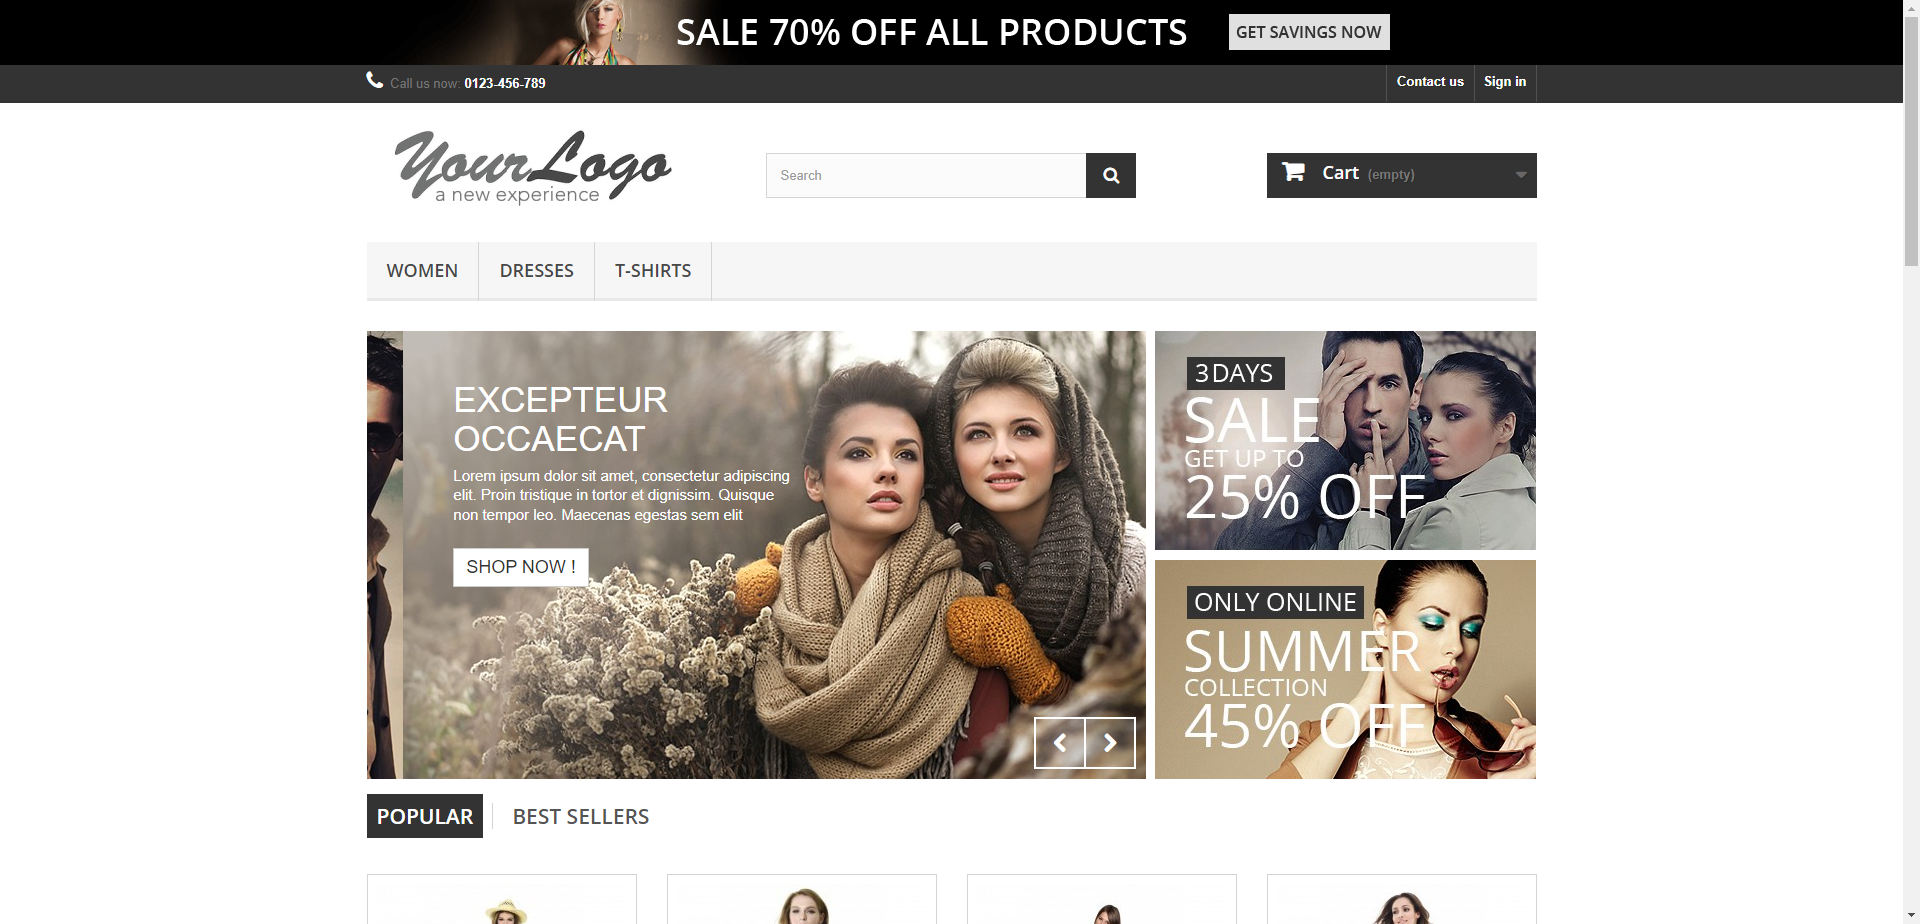 SALE 70% OFF ALL PRODUCTS
GET SAVINGS NOW
Call us now: 0123-456-789
Contact us
Sign in
YourLogo
a new experience
Search
Cart (empty)
WOMEN
DRESSES
T-SHIRTS
EXCEPTEUR
OCCAECAT
Lorem ipsum dolor sit amet, consectetur adipiscing
elit. Proin tristique in tortor et dignissim. Quisque
non tempor leo. Maecenas egestas sem elit
SHOP NOW !
3 DAYS
SALE
GET UP TO
25% OFF
ONLY ONLINE
SUMMER
COLLECTION
45% OFF
POPULAR
BEST SELLERS